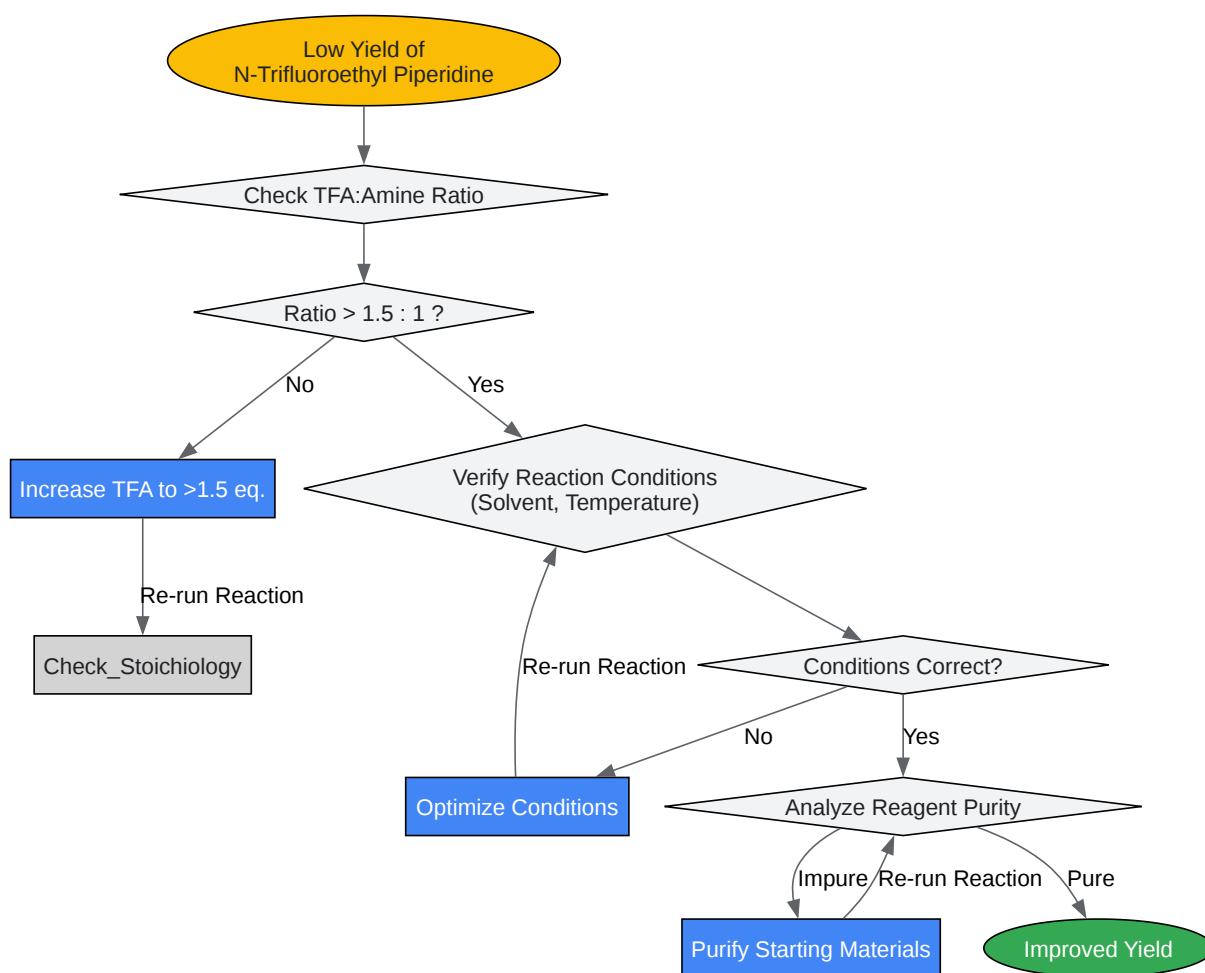 Low Yield of
N-Trifluoroethyl Piperidine
Check TFA:Amine Ratio
Ratio > 1.5 : 1 ?
No
Yes
Increase TFA to >1.5 eq.
Verify Reaction Conditions
(Solvent, Temperature)
Re-run Reaction
Check_Stoichiology
Re-run Reaction
Conditions Correct?
No
Yes
Optimize Conditions
Analyze Reagent Purity
Impure
Re-run Reaction
Pure
Purify Starting Materials
Improved Yield